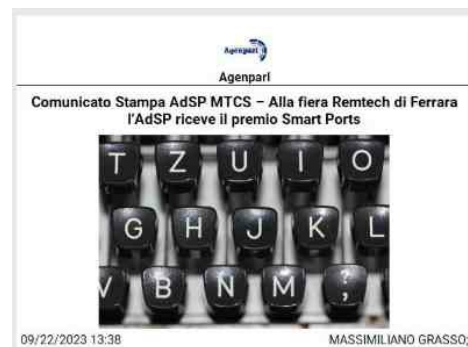 Agenparl
Agenparl
Comunicato Stampa AdSP MTCS – Alla fiera Remtech di Ferrara
l'AdSP riceve il premio Smart Ports
T Z U I O
G H J K L
V B N M ? ;
09/22/2023 13:38 MASSIMILIANO GRASSO;